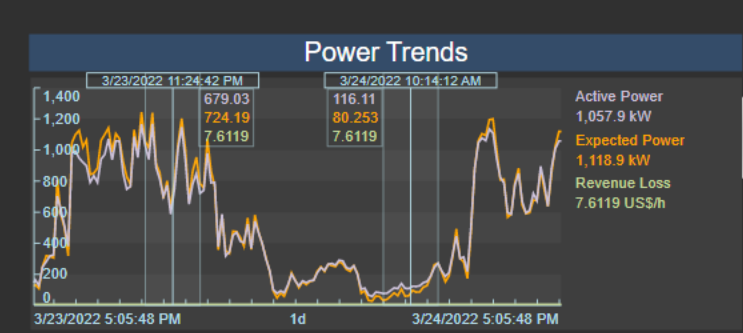 Power Trends
3/23/2022 11:24:42 PM
3/24/2022 10:14:12 AM
1,400
679.03
116.11
Active Power
1,200
724.19
80.253
1,057.9 kW
7.6119
7.6119
Expected Power
1,000
1,118.9 kW
800
Revenue Loss
600
7.6119 US$/h
400
200
0
3/23/2022 5:05:48 PM
1d
3/24/2022 5:05:48 PM